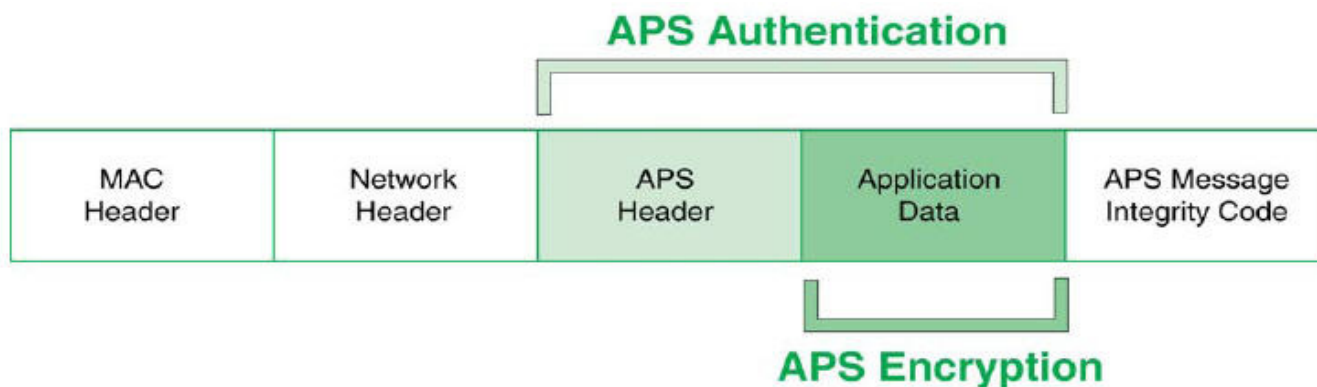 APS Authentication
MAC
Header
Network
Header
APS
Header
Application
Data
APS Message
Integrity Code
APS Encryption